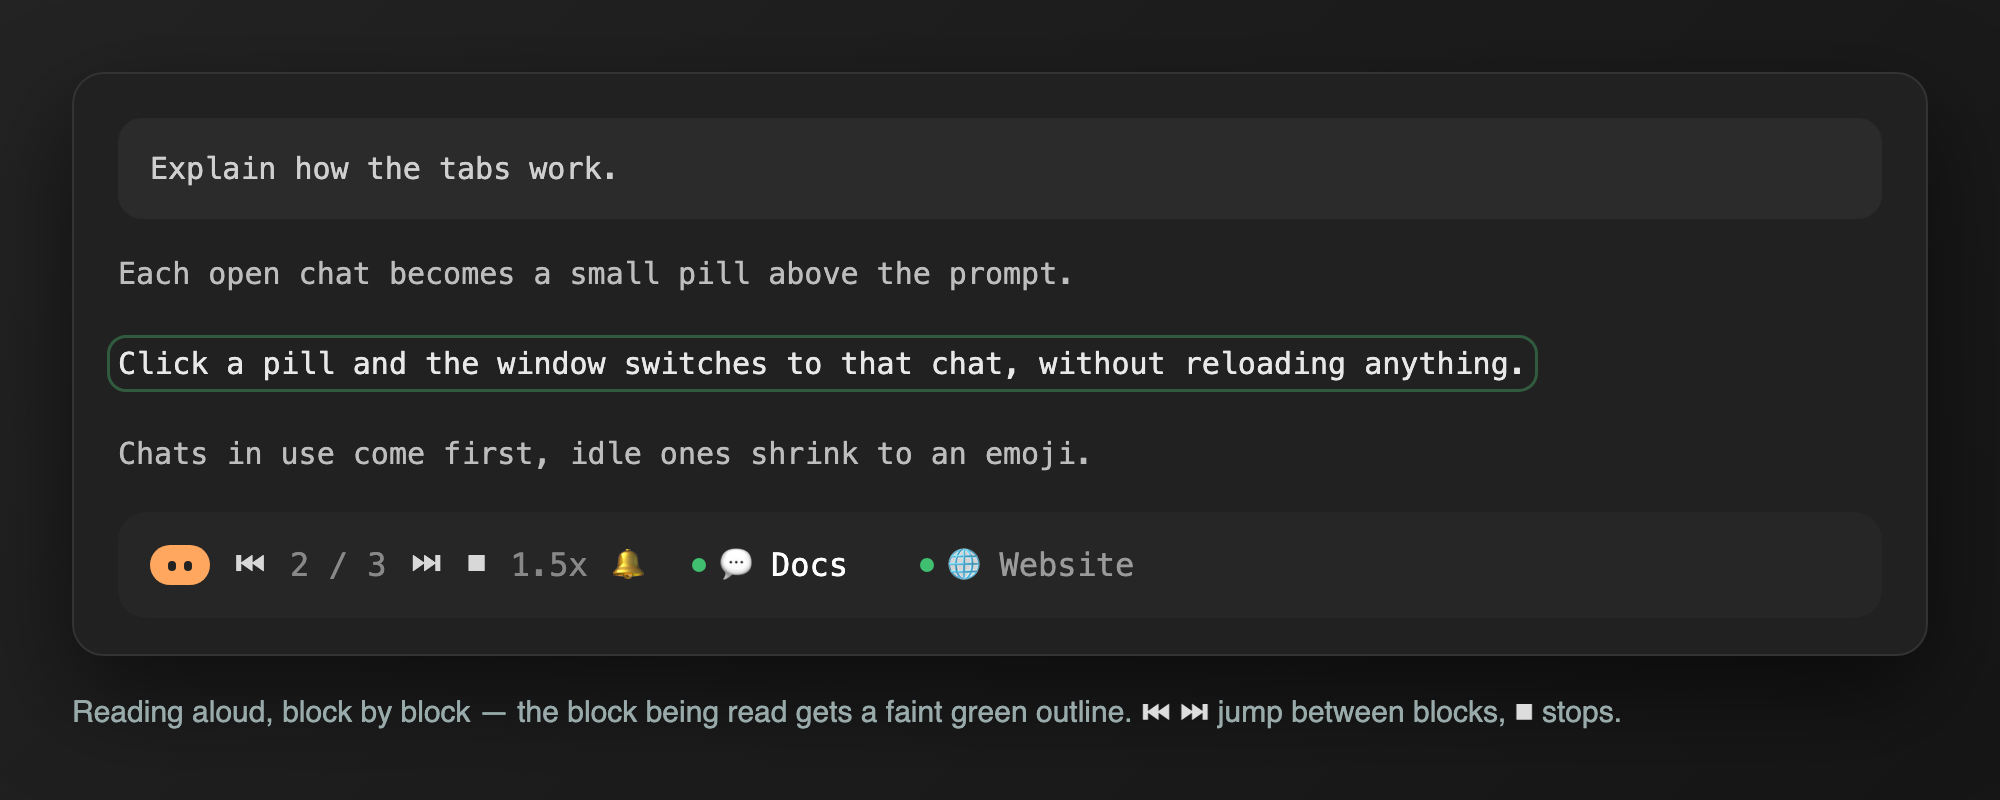 Explain how the tabs work.
Each open chat becomes a small pill above the prompt.
Click a pill and the window switches to that chat, without reloading anything.
Chats in use come first, idle ones shrink to an emoji.
⏮ 2 / 3 ⏭ ■ 1.5x 🔔 ● 💬 Docs ● 🌐 Website
Reading aloud, block by block — the block being read gets a faint green outline. ⏮ ⏭ jump between blocks, ■ stops.